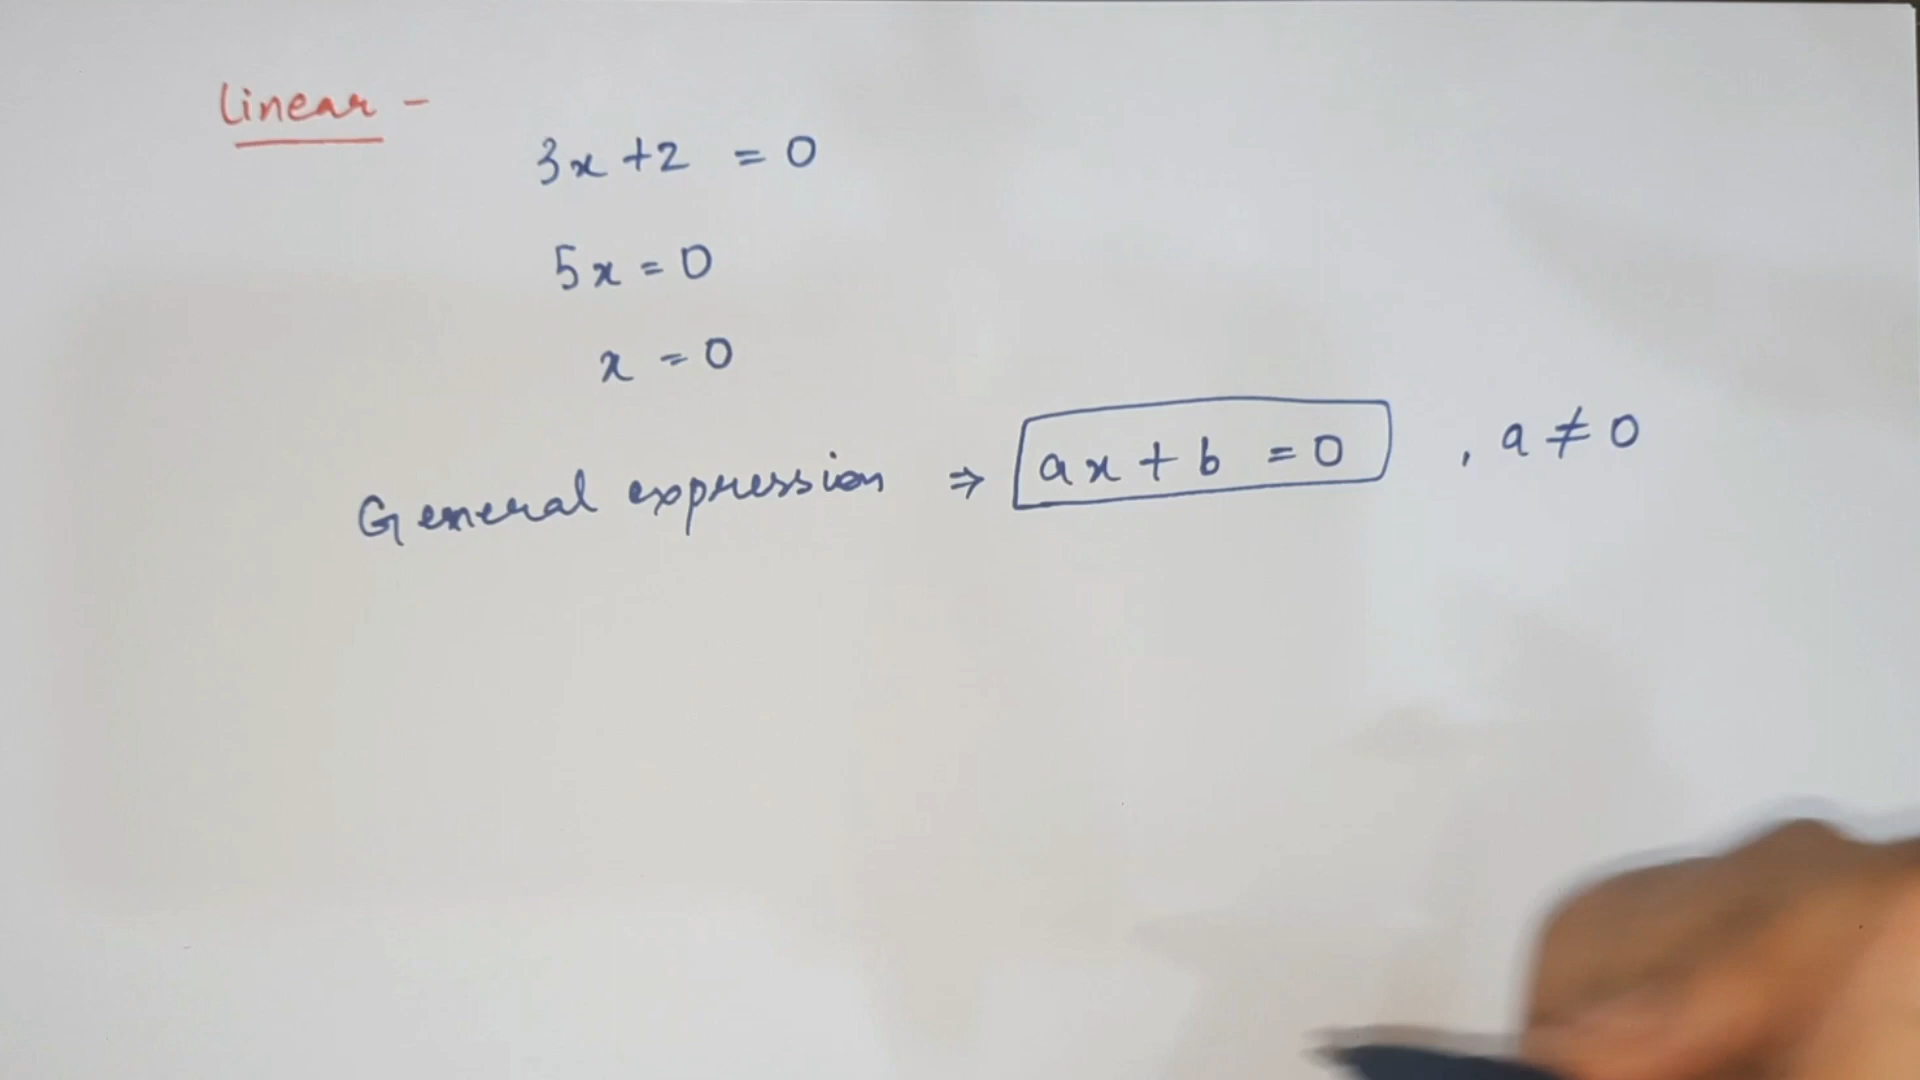 Linear -
3x + 2 = 0
5x = 0
x = 0
General expression ⇒ ax + b = 0 , a ≠ 0